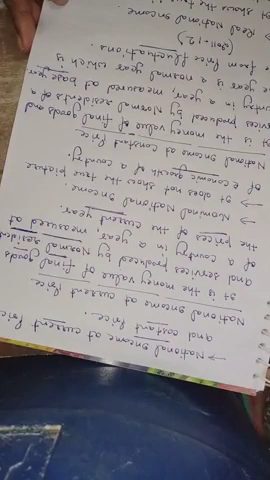 → National Income at current Price
and constant Price.
National Income at current Price
It is the money value of final goods
and services produced by Normal resident
of a country in a year, measured at
the prices of the current year.
→ Nominal National Income.
→ It does not show the true picture
of economic growth of a country.
National Income at constant Price
It is the money value of final goods and
services produced by Normal residents of a
country in a year measured at base year
year is a normal year which is
from Price fluctuations.
(2011-12)
→ Real National Income
show the